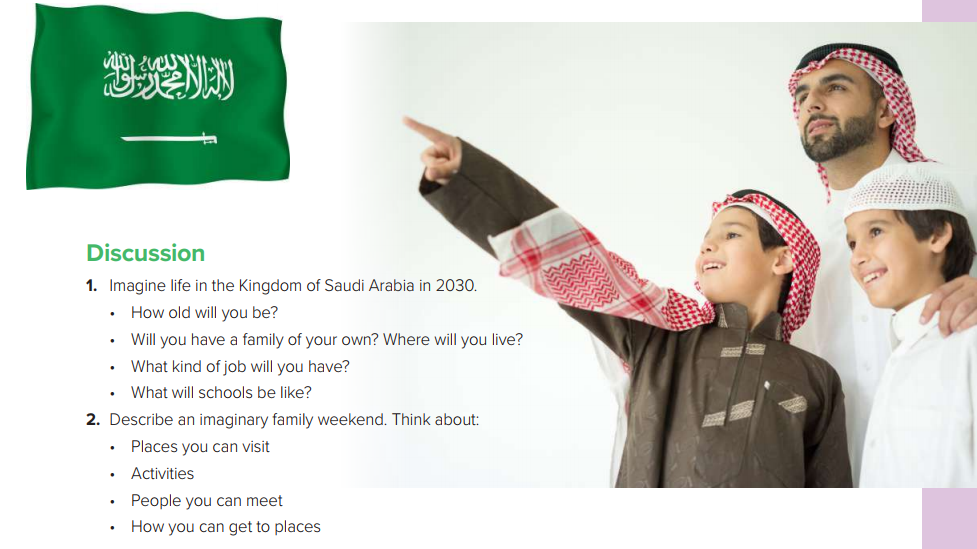 لا إله إلا الله محمد رسول الله
Discussion
1. Imagine life in the Kingdom of Saudi Arabia in 2030.
• How old will you be?
• Will you have a family of your own? Where will you live?
• What kind of job will you have?
• What will schools be like?
2. Describe an imaginary family weekend. Think about:
• Places you can visit
• Activities
• People you can meet
• How you can get to places